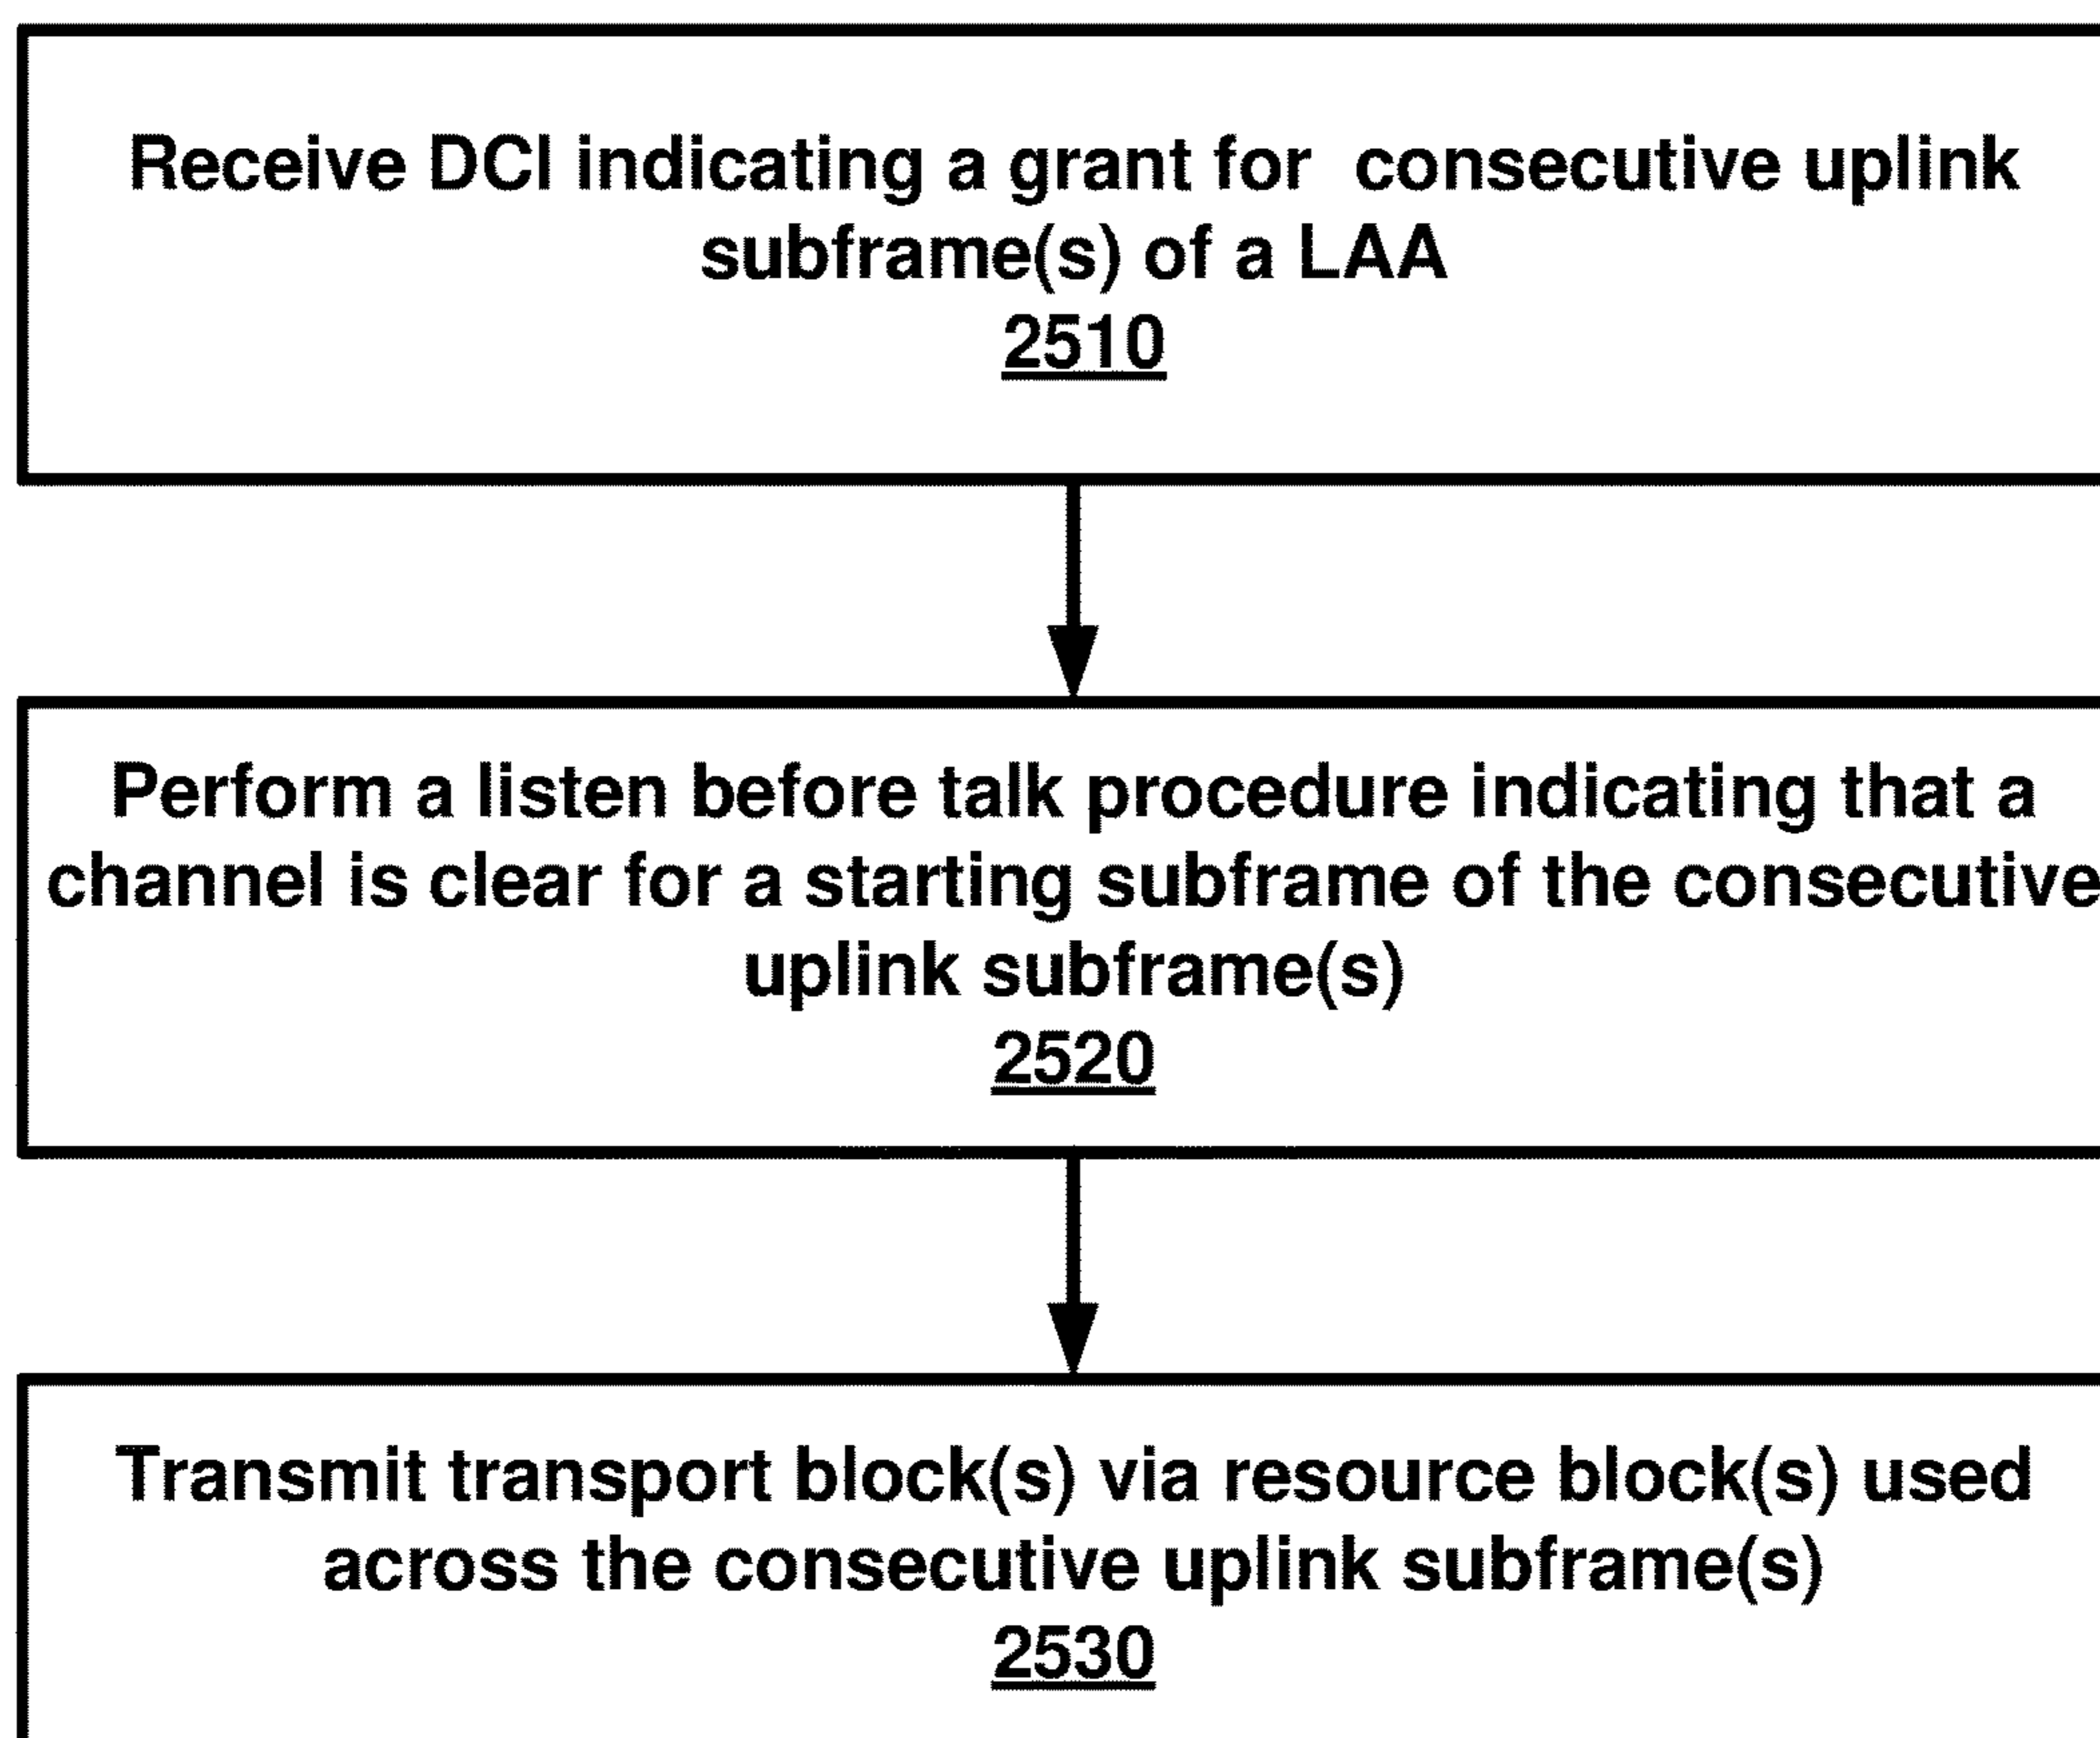 Receive DCI indicating a grant for consecutive uplink
subframe(s) of a LAA
2510
Perform a listen before talk procedure indicating that a
channel is clear for a starting subframe of the consecutive
uplink subframe(s)
2520
Transmit transport block(s) via resource block(s) used
across the consecutive uplink subframe(s)
2530